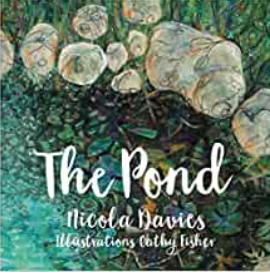 The Pond
Nicola Davies
Illustrations Cathy Fisher